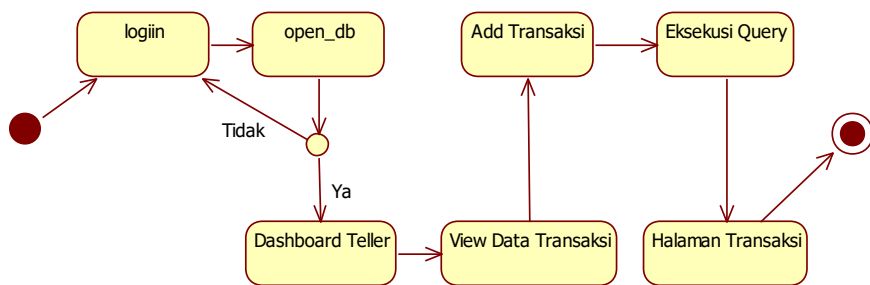 logiin
open_db
Add Transaksi
Eksekusi Query
Tidak
Ya
Dashboard Teller
View Data Transaksi
Halaman Transaksi